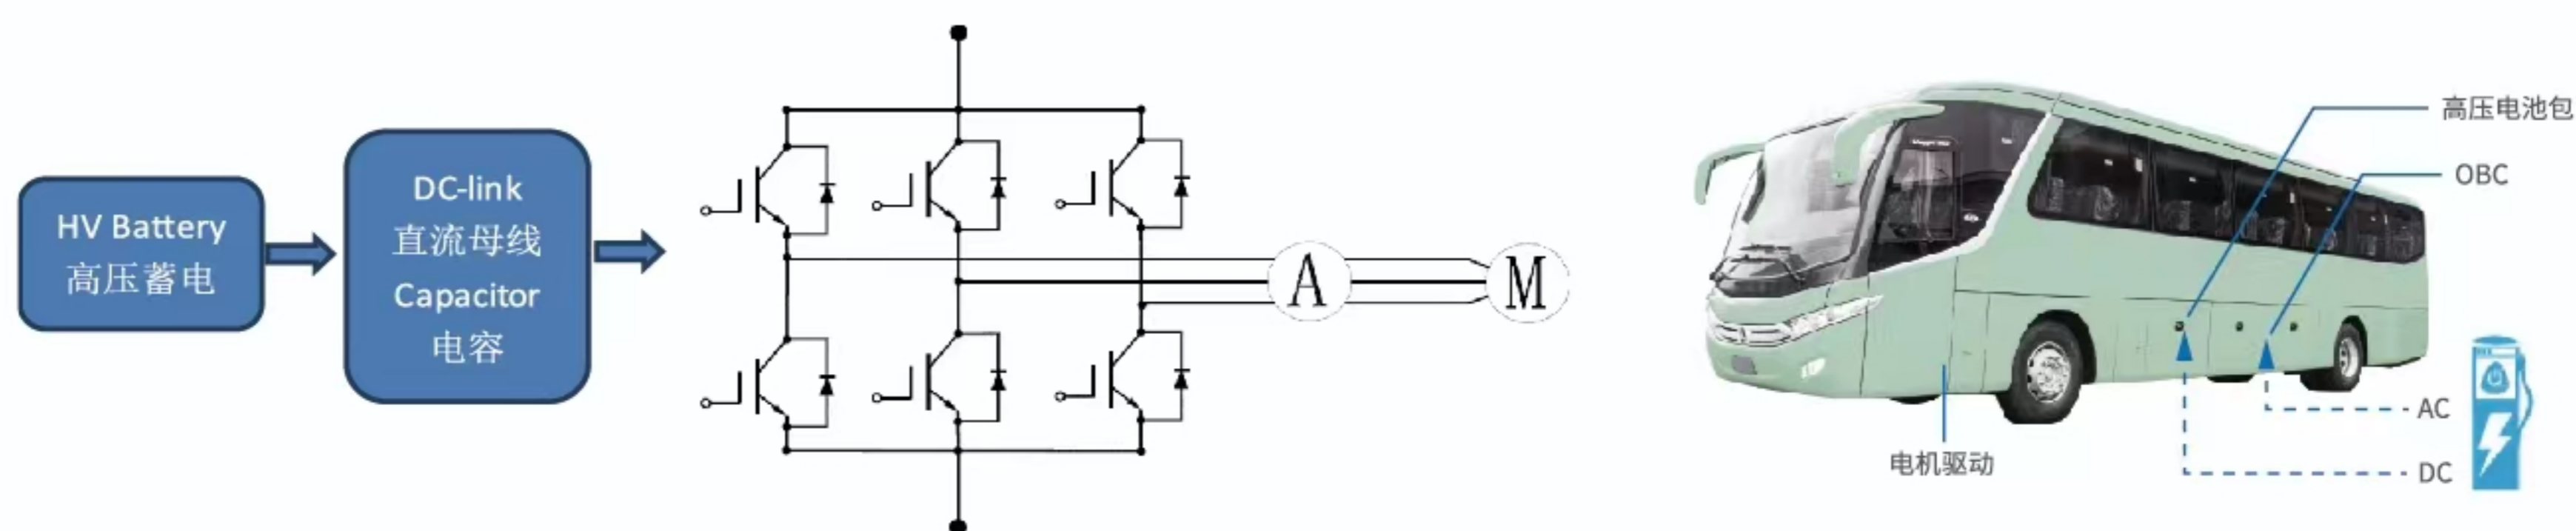 HV Battery
高压蓄电
DC-link
直流母线
Capacitor
电容
A
M
高压电池包
OBC
AC
电机驱动
DC